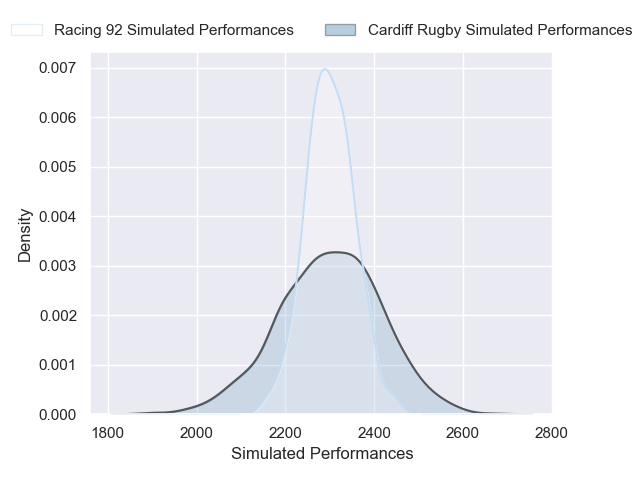 Racing 92 Simulated Performances
Cardiff Rugby Simulated Performances
0.007
0.006
0.005
0.004
0.003
0.002
0.001
0.000
Density
1800 2000 2200 2400 2600 2800
Simulated Performances